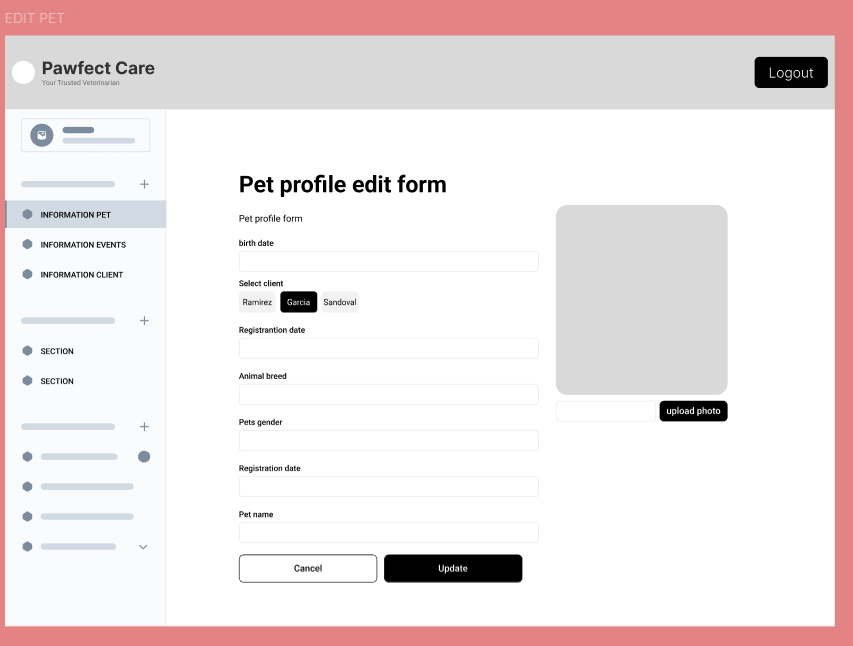 EDIT PET
Pawfect Care
Your Trusted Veterinarian
Logout
INFORMATION PET
INFORMATION EVENTS
INFORMATION CLIENT
SECTION
SECTION
Pet profile edit form
Pet profile form
birth date
Select client
Ramirez Garcia Sandoval
Registrantion date
Animal breed
Pets gender
Registration date
Pet name
Cancel Update
upload photo